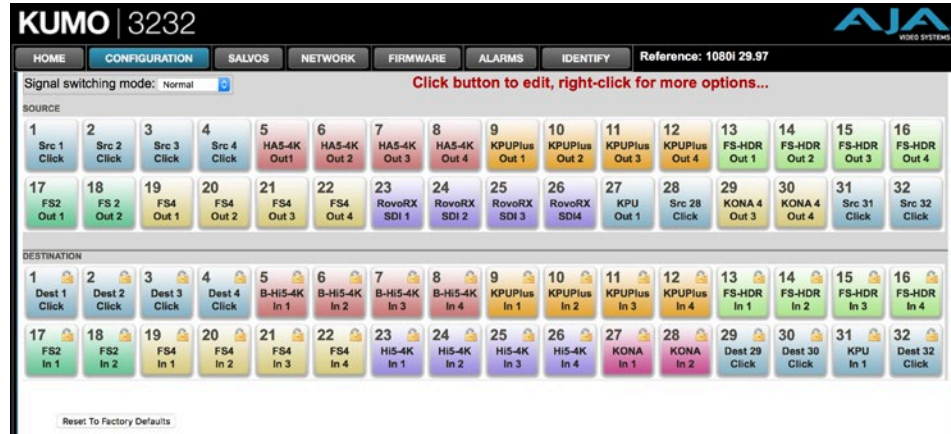 KUMO | 3232
AJA
VIDEO SYSTEMS
HOME CONFIGURATION SALVOS NETWORK FIRMWARE ALARMS IDENTIFY Reference: 1080i 29.97
Signal switching mode: Normal Click button to edit, right-click for more options...
SOURCE
1 2 3 4 5 6 7 8 9 10 11 12 13 14 15 16
Src 1 Src 2 Src 3 Src 4 HA5-4K HA5-4K HA5-4K HA5-4K KPUPlus KPUPlus KPUPlus KPUPlus FS-HDR FS-HDR FS-HDR FS-HDR
Click Click Click Click Out1 Out 2 Out 3 Out 4 Out 1 Out 2 Out 3 Out 4 Out 1 Out 2 Out 3 Out 4
17 18 19 20 21 22 23 24 25 26 27 28 29 30 31 32
FS2 FS 2 FS4 FS4 FS4 FS4 RovoRX RovoRX RovoRX RovoRX KPU Src 28 KONA 4 KONA 4 Src 31 Src 32
Out 1 Out 2 Out 1 Out 2 Out 3 Out 4 SDI 1 SDI 2 SDI 3 SDI4 Out 1 Click Out 3 Out 4 Click Click
DESTINATION
1 2 3 4 5 6 7 8 9 10 11 12 13 14 15 16
Dest 1 Dest 2 Dest 3 Dest 4 B-Hi5-4K B-Hi5-4K B-Hi5-4K B-Hi5-4K KPUPlus KPUPlus KPUPlus KPUPlus FS-HDR FS-HDR FS-HDR FS-HDR
Click Click Click Click In 1 In 2 In 3 In 4 In 1 In 2 In 3 In 4 In 1 In 2 In 3 In 4
17 18 19 20 21 22 23 24 25 26 27 28 29 30 31 32
FS2 FS2 FS4 FS4 FS4 FS4 Hi5-4K Hi5-4K Hi5-4K Hi5-4K KONA KONA Dest 29 Dest 30 KPU Dest 32
In 1 In 2 In 1 In 2 In 3 In 4 In 1 In 2 In 3 In 4 In 1 In 2 Click Click In 1 Click
Reset To Factory Defaults